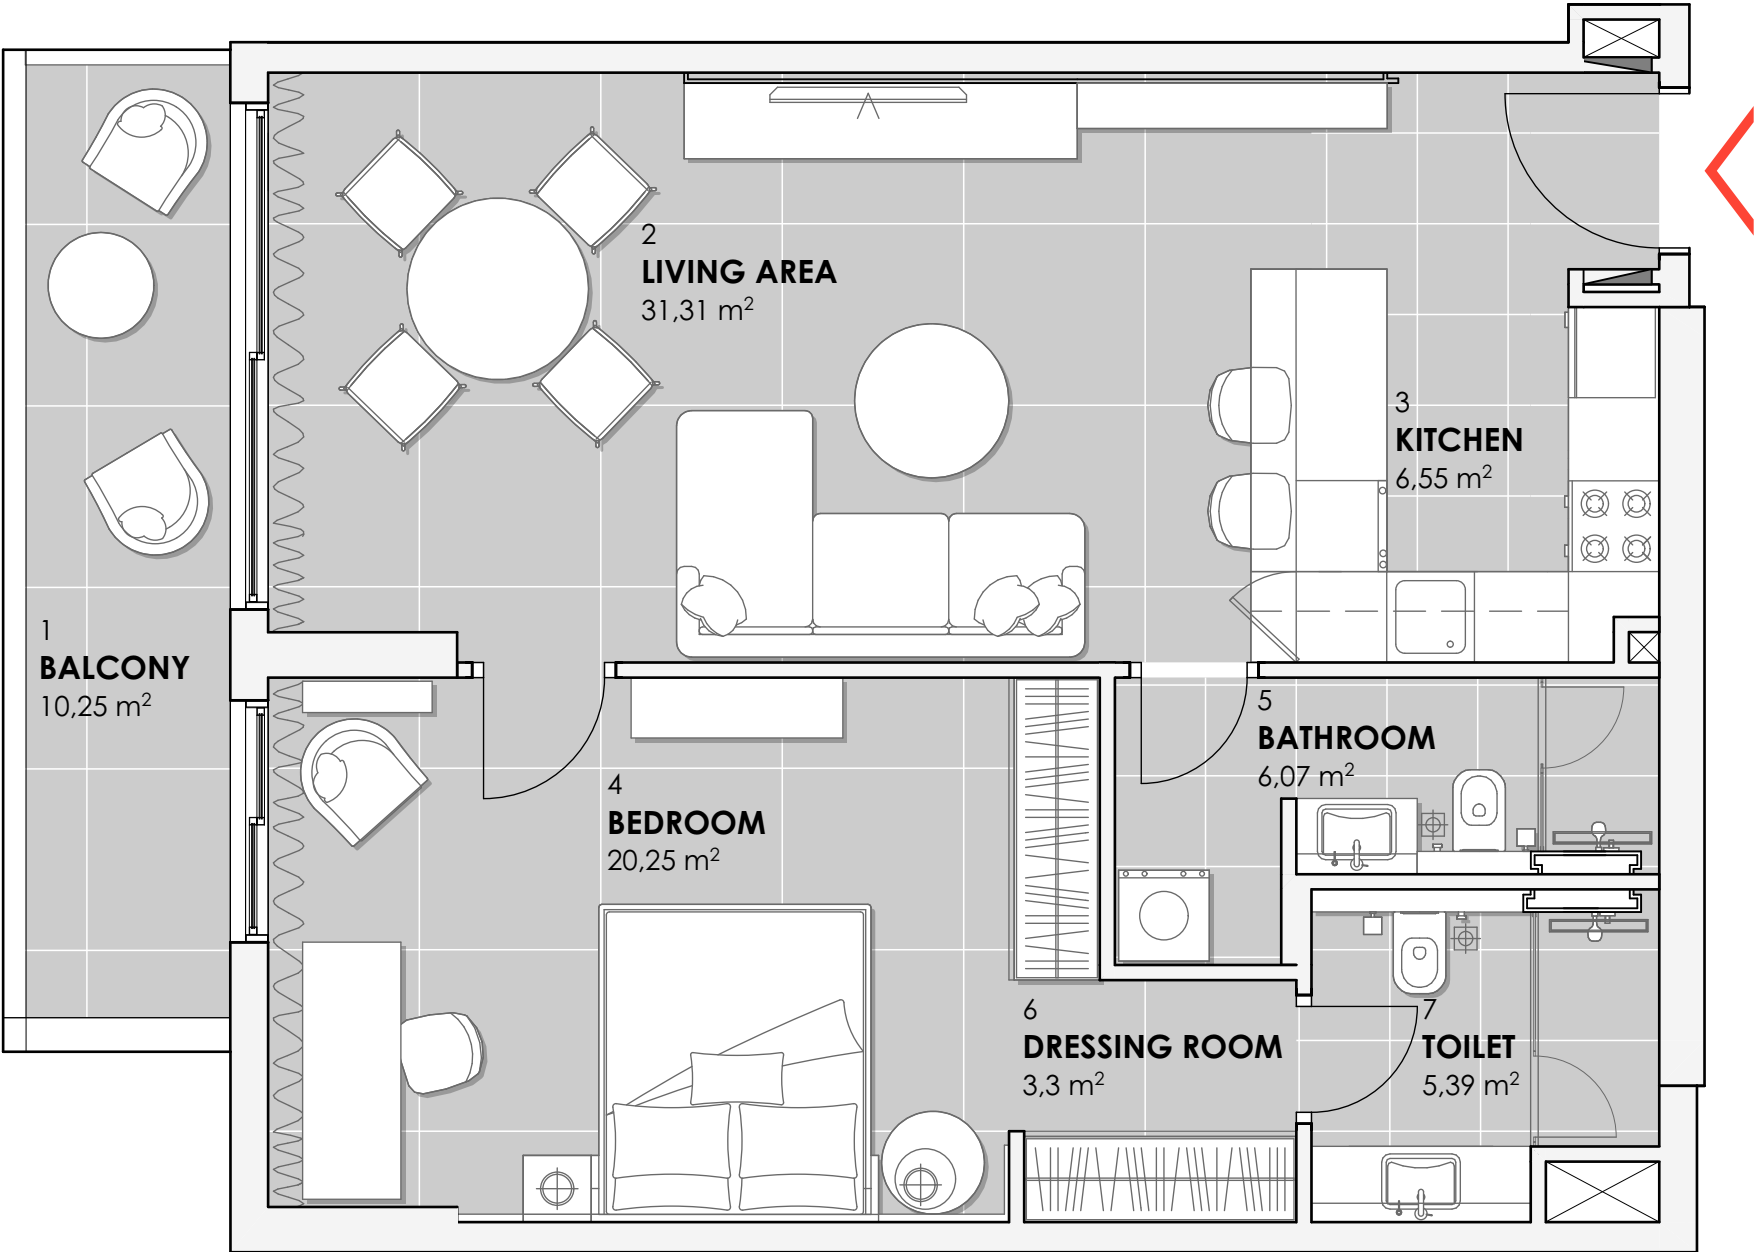 2
LIVING AREA
31,31 m²
3
KITCHEN
6,55 m²
1
BALCONY
10,25 m²
4
BEDROOM
20,25 m²
5
BATHROOM
6,07 m²
6
DRESSING ROOM
3,3 m²
7
TOILET
5,39 m²